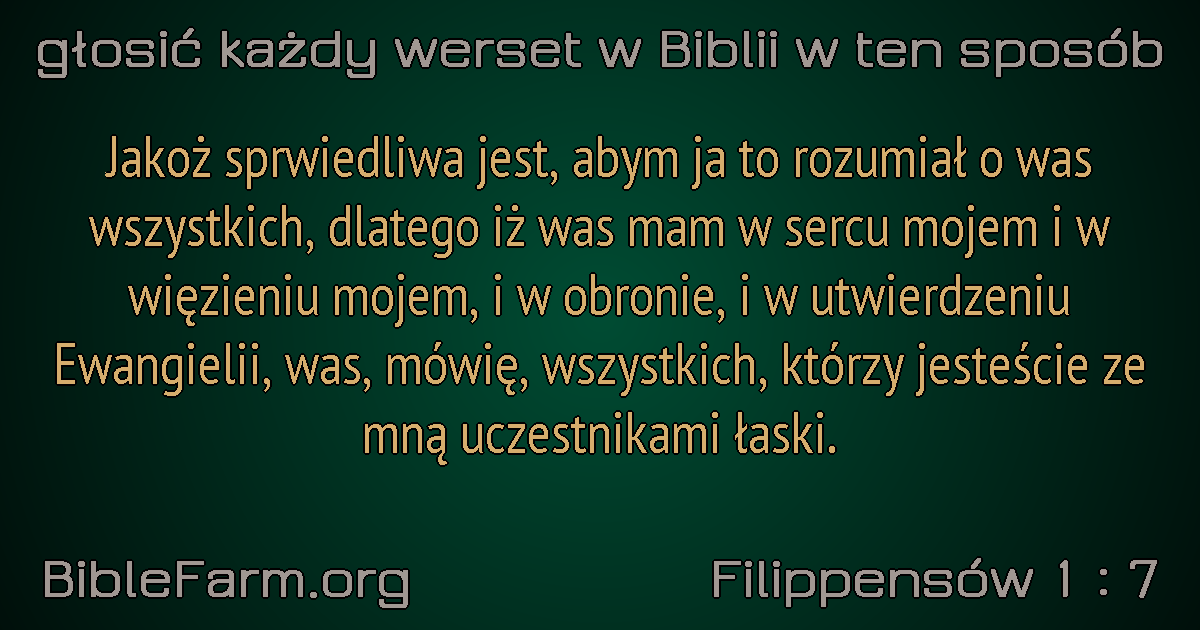 głosić każdy werset w Biblii w ten sposób
Jakoż sprwiedliwa jest, abym ja to rozumiał o was
wszystkich, dlatego iż was mam w sercu mojem i w
więzieniu mojem, i w obronie, i w utwierdzeniu
Ewangielii, was, mówię, wszystkich, którzy jesteście ze
mną uczestnikami łaski.
BibleFarm.org
Filippensów 1 : 7